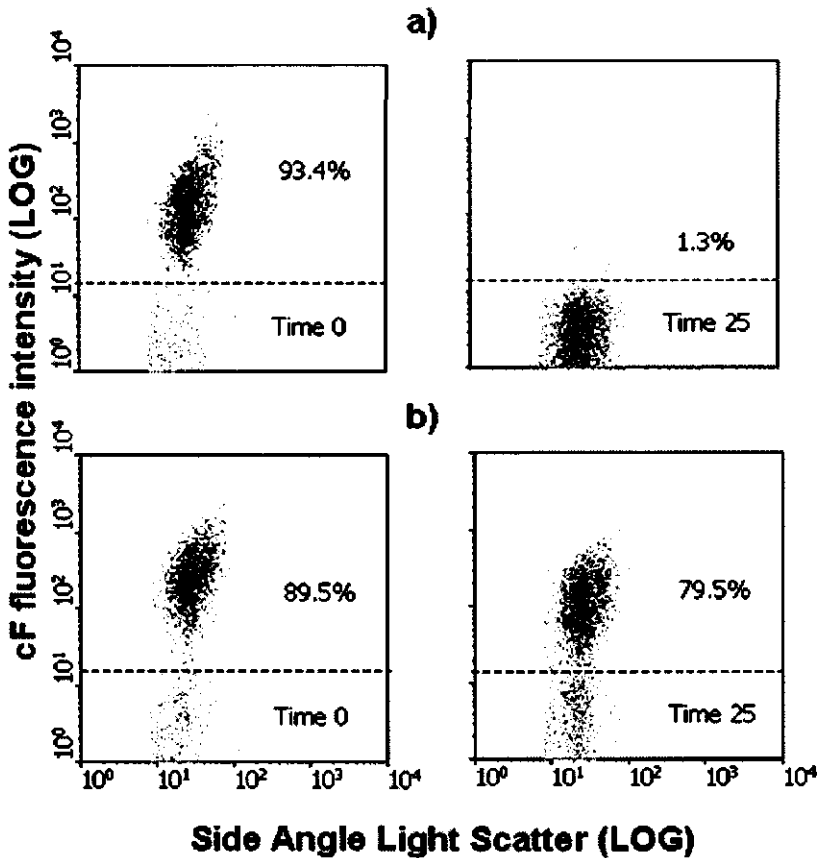 a)
cF fluorescence intensity (LOG)
10⁴
10³
10²
10¹
10⁰
93.4%
Time 0
1.3%
Time 25
b)
10⁴
10³
10²
10¹
10⁰
89.5%
Time 0
79.5%
Time 25
10⁰ 10¹ 10² 10³ 10⁴
10⁰ 10¹ 10² 10³ 10⁴
Side Angle Light Scatter (LOG)